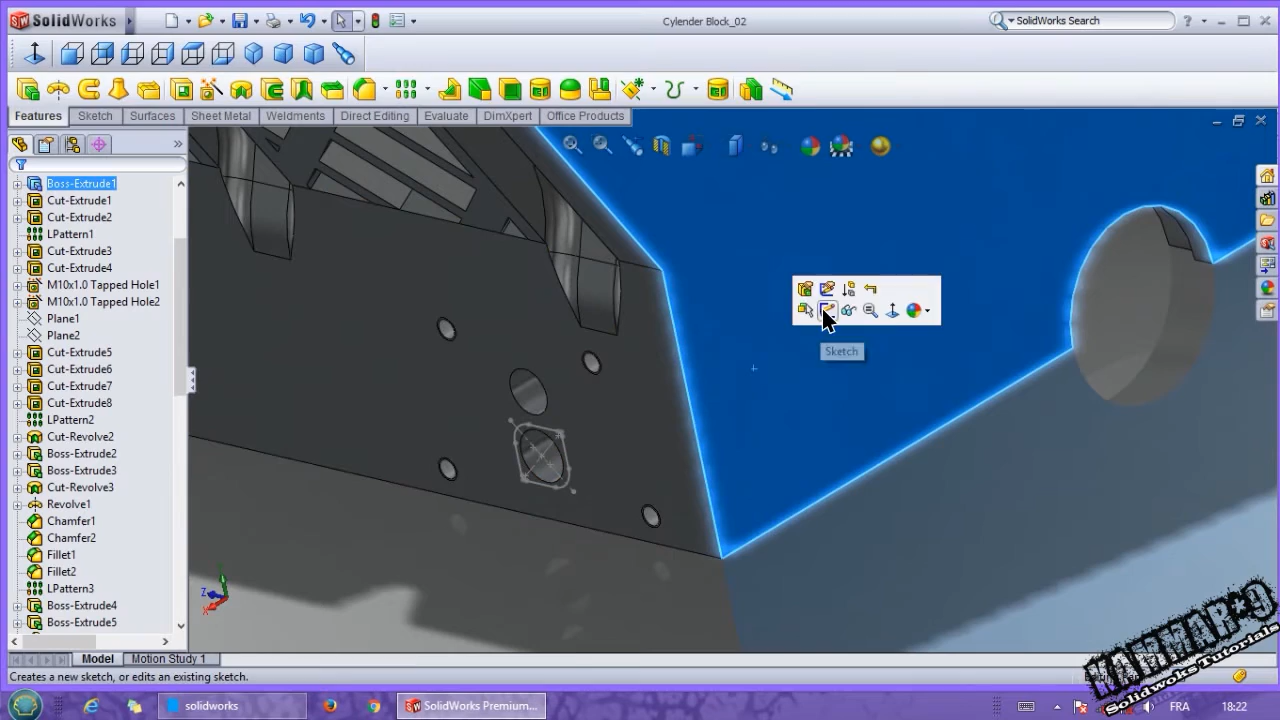 SolidWorks
Cylender Block_02
SolidWorks Search
Features
Sketch
Surfaces
Sheet Metal
Weldments
Direct Editing
Evaluate
DimXpert
Office Products
Boss-Extrude1
Cut-Extrude1
Cut-Extrude2
LPattern1
Cut-Extrude3
Cut-Extrude4
M10x1.0 Tapped Hole1
M10x1.0 Tapped Hole2
Plane1
Plane2
Cut-Extrude5
Cut-Extrude6
Cut-Extrude7
Cut-Extrude8
LPattern2
Cut-Revolve2
Boss-Extrude2
Boss-Extrude3
Cut-Revolve3
Revolve1
Chamfer1
Chamfer2
Fillet1
Fillet2
LPattern3
Boss-Extrude4
Boss-Extrude5
Sketch
Z
X
Model
Motion Study 1
Creates a new sketch, or edits an existing sketch.
Solidwoks Tutorials
solidworks
SolidWorks Premium...
FR
18:22